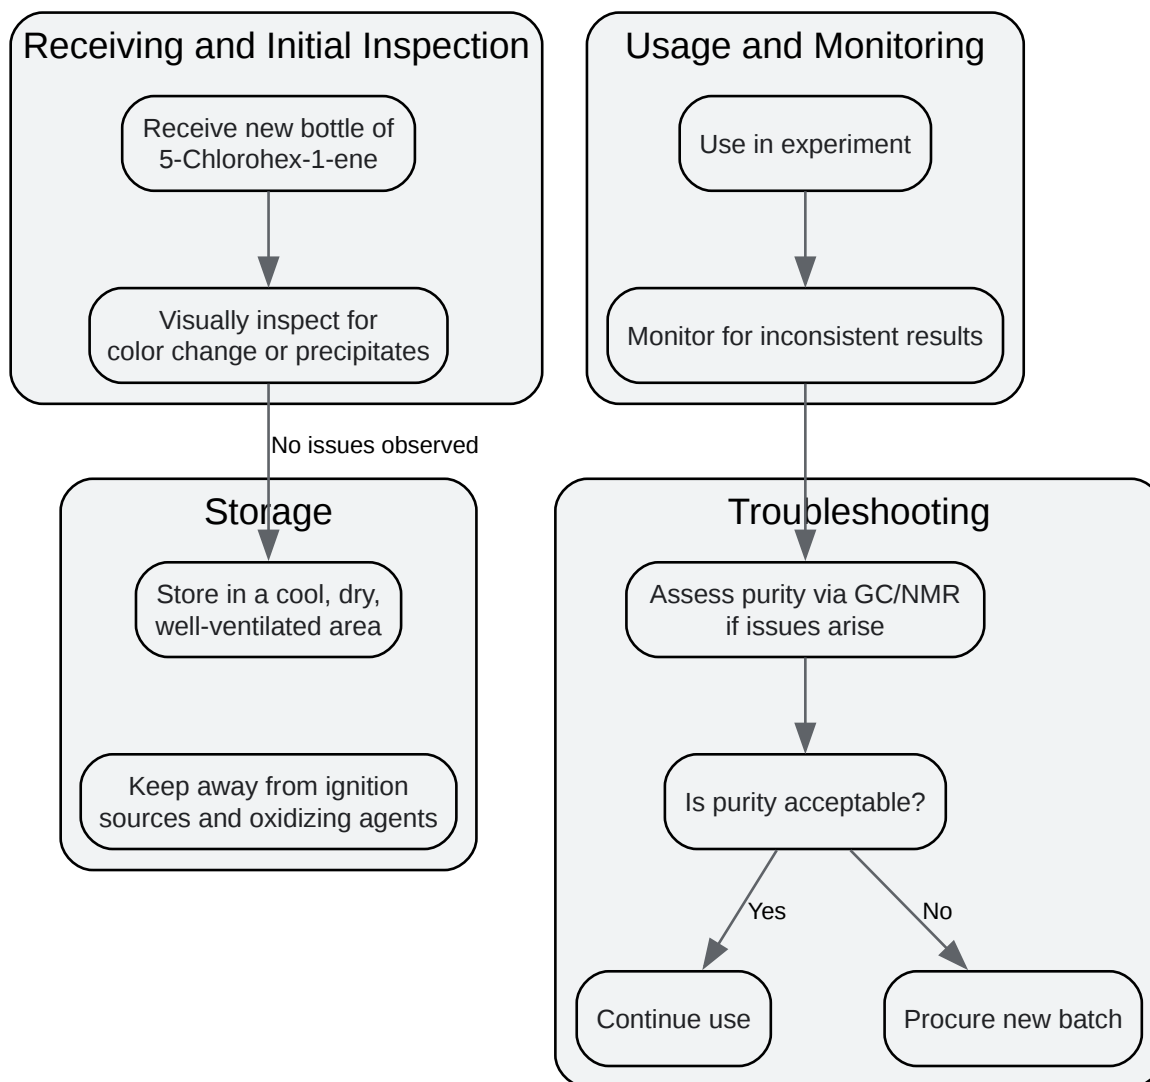 Receiving and Initial Inspection
Receive new bottle of
5-Chlorohex-1-ene
Visually inspect for
color change or precipitates
No issues observed
Storage
Store in a cool, dry,
well-ventilated area
Keep away from ignition
sources and oxidizing agents
Usage and Monitoring
Use in experiment
Monitor for inconsistent results
Troubleshooting
Assess purity via GC/NMR
if issues arise
Is purity acceptable?
Yes
No
Continue use
Procure new batch